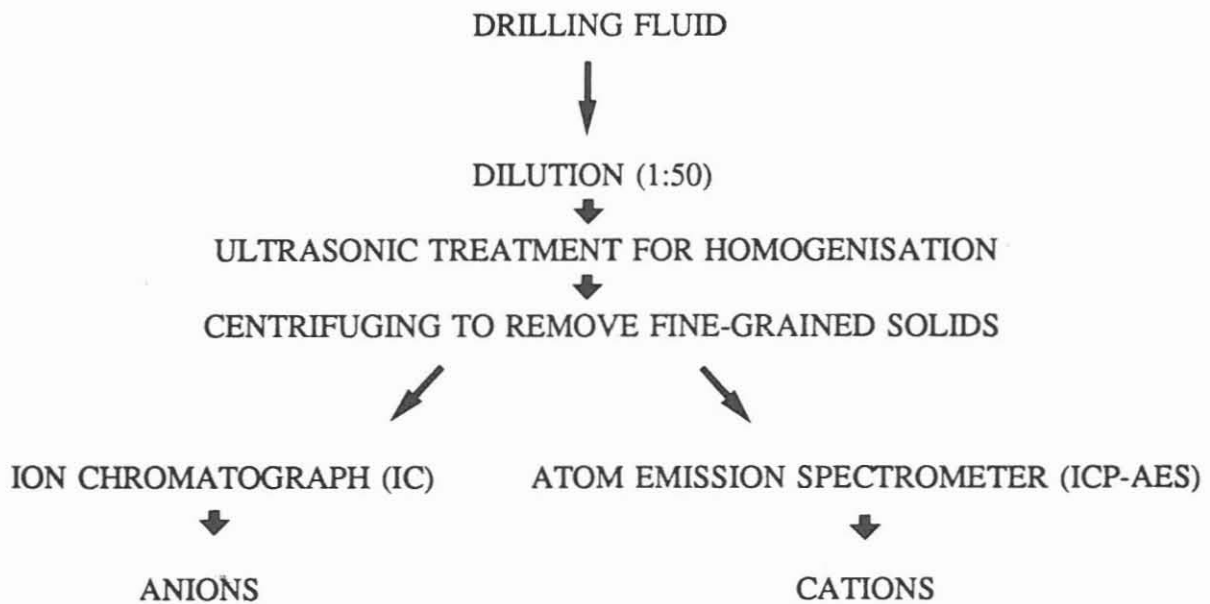 DRILLING FLUID
DILUTION (1:50)
ULTRASONIC TREATMENT FOR HOMOGENISATION
CENTRIFUGING TO REMOVE FINE-GRAINED SOLIDS
ION CHROMATOGRAPH (IC)
ATOM EMISSION SPECTROMETER (ICP-AES)
ANIONS
CATIONS